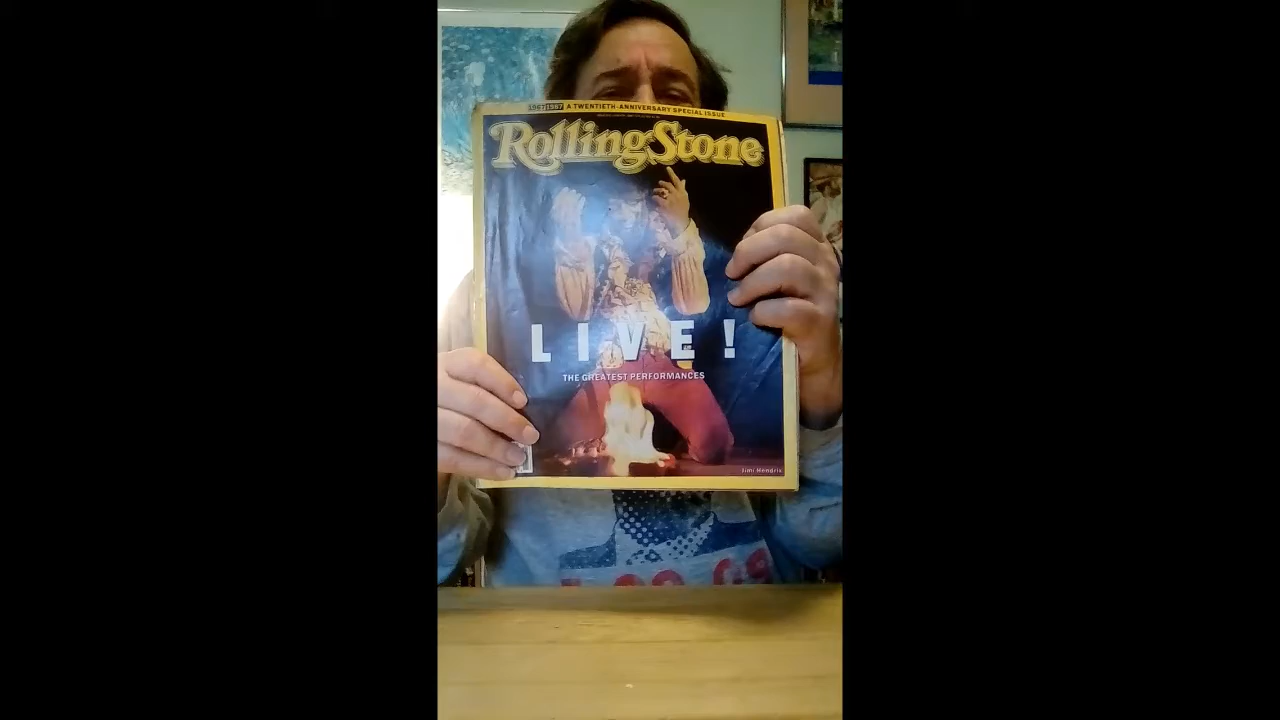 1967 1987 A TWENTIETH-ANNIVERSARY SPECIAL ISSUE
RollingStone
LIVE!
THE GREATEST PERFORMANCES
Jimi Hendrix